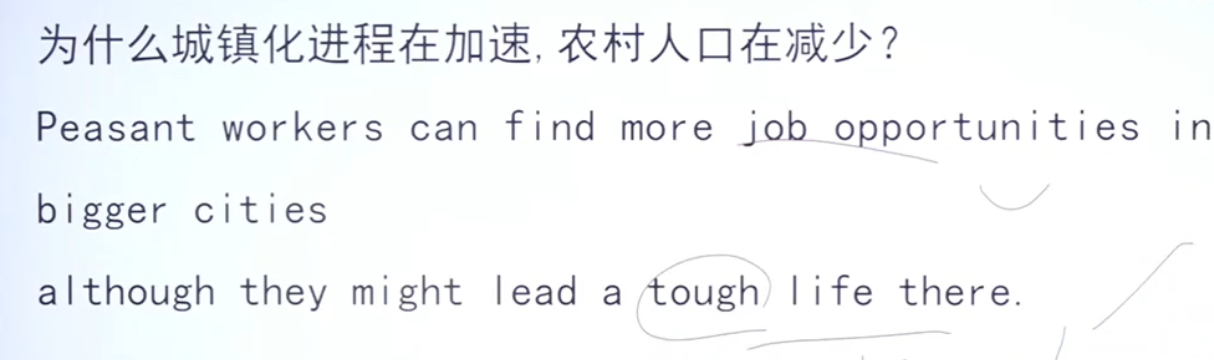 为什么城镇化进程在加速, 农村人口在减少?
Peasant workers can find more job opportunities in
bigger cities
although they might lead a tough life there.